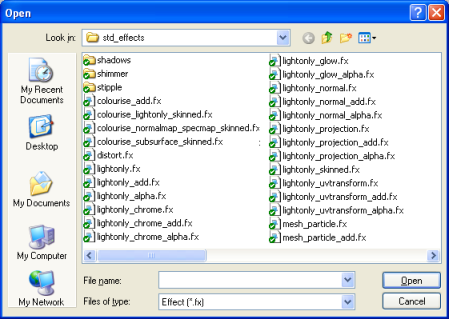 Open
Look in:
std_effects
My Recent
Documents
Desktop
My Documents
My Computer
My Network
shadows
shimmer
stipple
colourise_add.fx
colourise_lightonly_skinned.fx
colourise_normalmap_specmap_skinned.fx
colourise_subsurface_skinned.fx
distort.fx
lightonly.fx
lightonly_add.fx
lightonly_chrome.fx
lightonly_chrome_add.fx
lightonly_chrome_alpha.fx
lightonly_glow.fx
lightonly_glow_alpha.fx
lightonly_normal.fx
lightonly_normal_add.fx
lightonly_normal_alpha.fx
lightonly_projection.fx
lightonly_projection_add.fx
lightonly_projection_alpha.fx
lightonly_skinned.fx
lightonly_uvtransform.fx
lightonly_uvtransform_add.fx
lightonly_uvtransform_alpha.fx
mesh_particle.fx
mesh_particle_add.fx
File name:
Open
Files of type:
Effect (*.fx)
Cancel